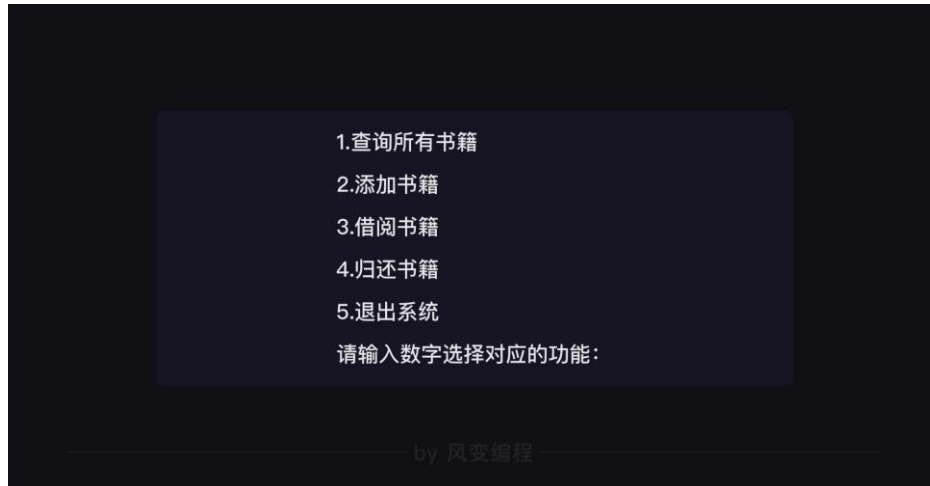 1.查询所有书籍
2.添加书籍
3.借阅书籍
4.归还书籍
5.退出系统
请输入数字选择对应的功能：
by 风变编程